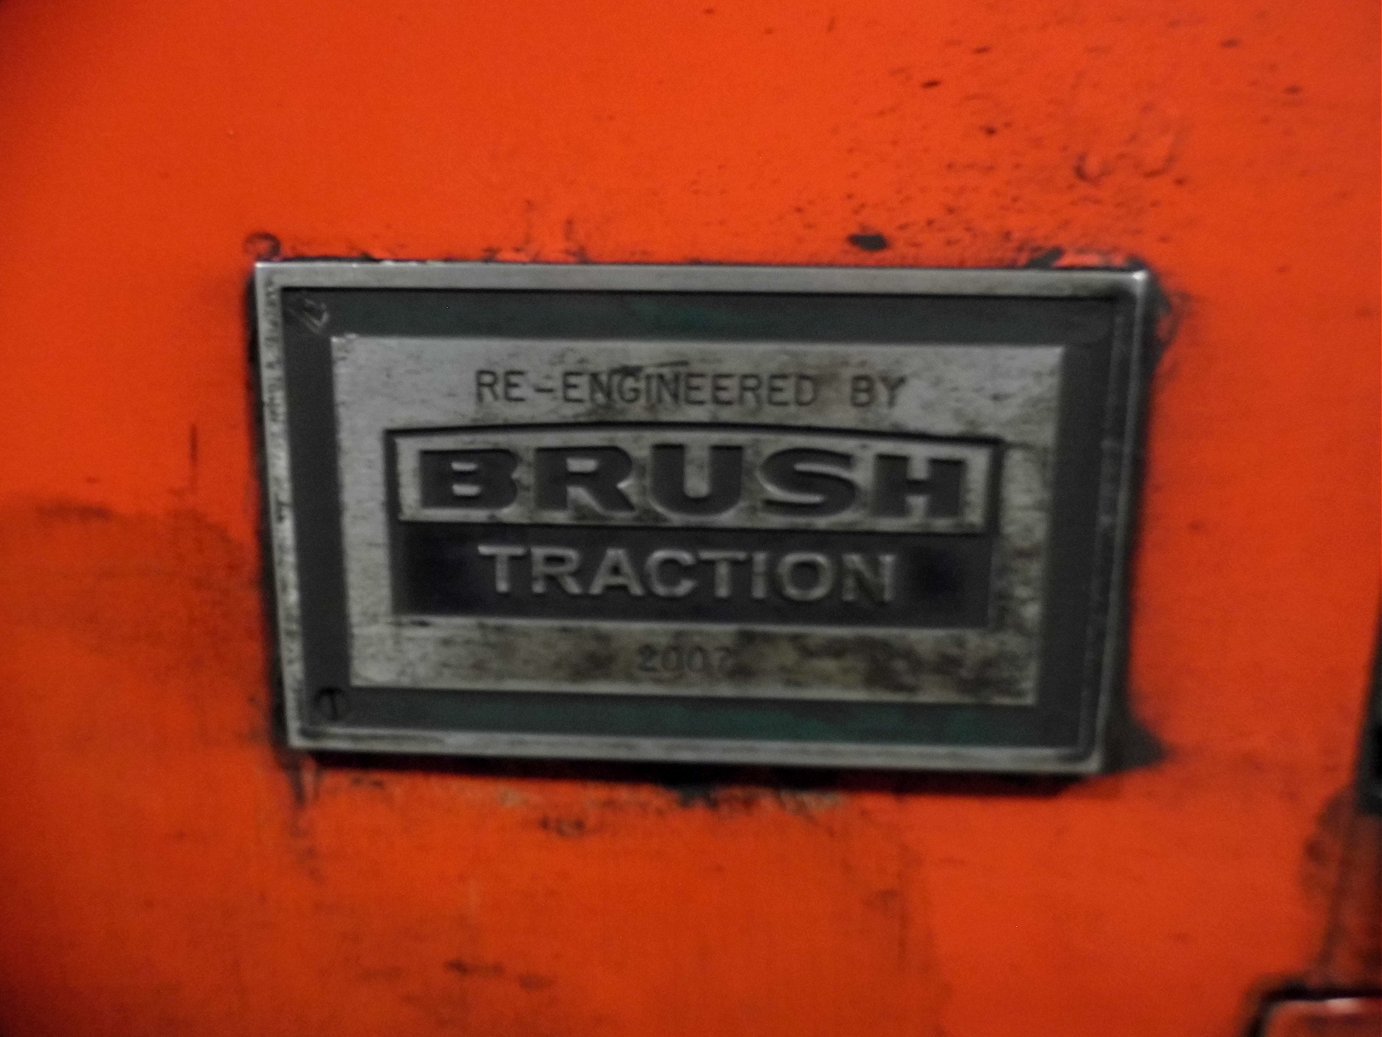 RE-ENGINEERED BY
BRUSH
TRACTION
2007